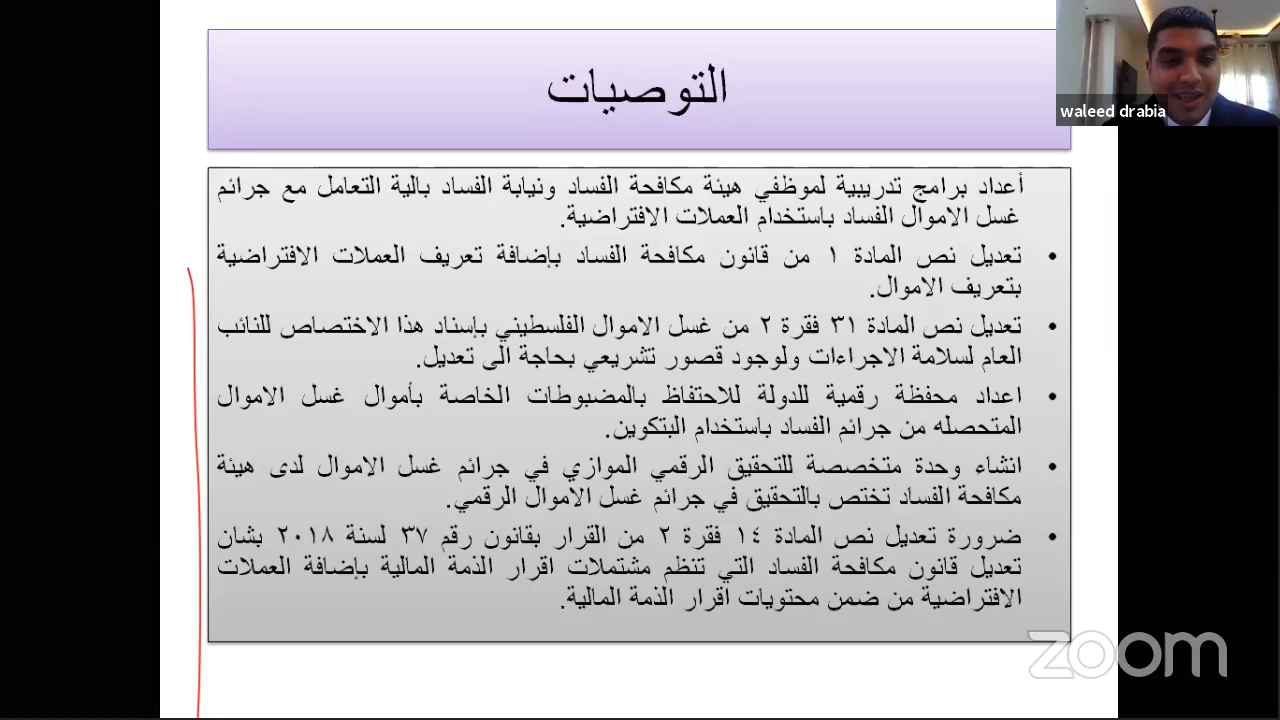 التوصيات
waleed drabia
أعداد برامج تدريبية لموظفي هيئة مكافحة الفساد ونيابة الفساد بالية التعامل مع جرائم
غسل الاموال الفساد باستخدام العملات الافتراضية.
• تعديل نص المادة ١ من قانون مكافحة الفساد بإضافة تعريف العملات الافتراضية
بتعريف الاموال.
• تعديل نص المادة ٣١ فقرة ٢ من غسل الاموال الفلسطيني بإسناد هذا الاختصاص للنائب
العام لسلامة الاجراءات ولوجود قصور تشريعي بحاجة الى تعديل.
• اعداد محفظة رقمية للدولة للاحتفاظ بالمضبوطات الخاصة بأموال غسل الاموال
المتحصله من جرائم الفساد باستخدام البتكوين.
• انشاء وحدة متخصصة للتحقيق الرقمي الموازي في جرائم غسل الاموال لدى هيئة
مكافحة الفساد تختص بالتحقيق في جرائم غسل الاموال الرقمي.
• ضرورة تعديل نص المادة ١٤ فقرة ٢ من القرار بقانون رقم ٣٧ لسنة ٢٠١٨ بشان
تعديل قانون مكافحة الفساد التي تنظم مشتملات اقرار الذمة المالية بإضافة العملات
الافتراضية من ضمن محتويات اقرار الذمة المالية.
zoom